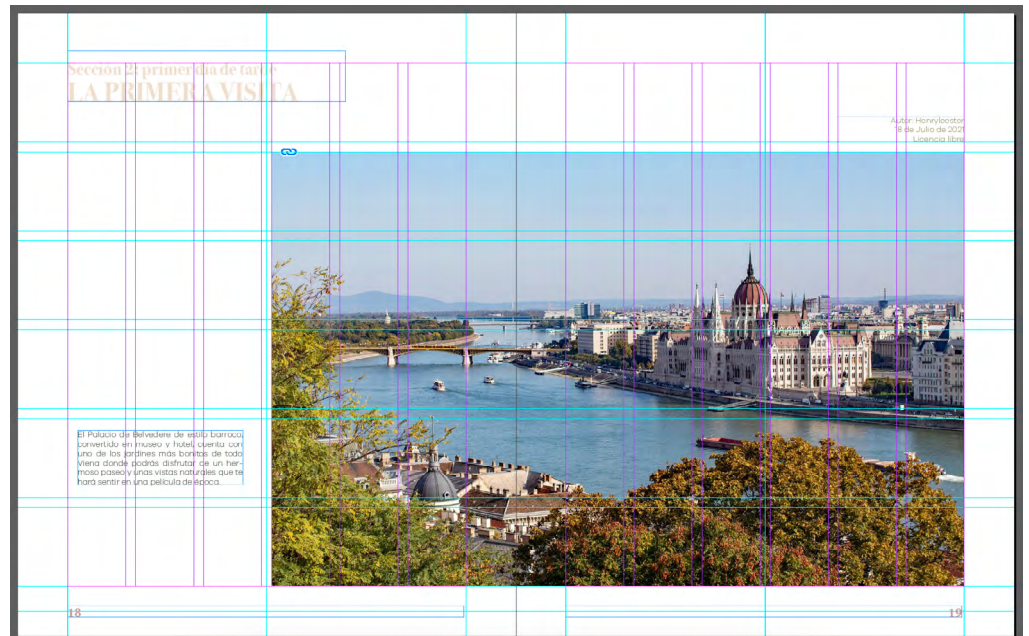 Sección 2: primer día de tarde
LA PRIMERA VISITA
Autor: Honryloostor
18 de Julio de 2021
Licencia libre
El Palacio de Belvedere de estilo barroco,
convertido en museo y hotel, cuenta con
uno de los jardines más bonitos de todo
Viena donde podrás disfrutar de un her-
moso paseo y unas vistas naturales que te
hará sentir en una película de época.
18
19